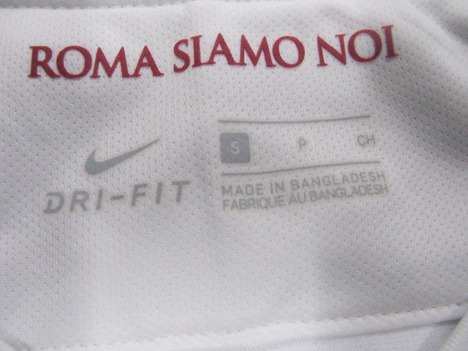 ROMA SIAMO NOI
DRI-FIT
S P CH
MADE IN BANGLADESH
FABRIQUE AU BANGLADESH